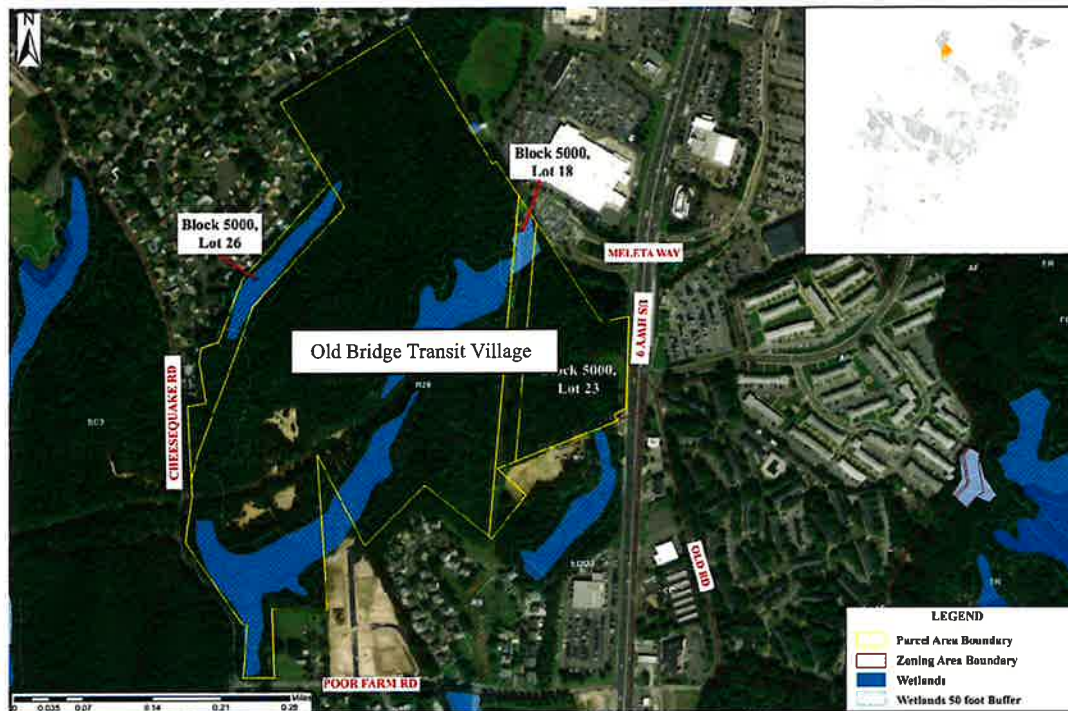 N
Block 5000,
Lot 18
Block 5000,
Lot 26
MELETA WAY
US HWY 9
Old Bridge Transit Village
ck 5000,
Lot 23
CHEESEQUAKE RD
OLD RD
POOR FARM RD
LEGEND
Parcel Area Boundary
Zoning Area Boundary
Wetlands
Wetlands 50 foot Buffer
Miles
0 0.035 0.07 0.14 0.21 0.28